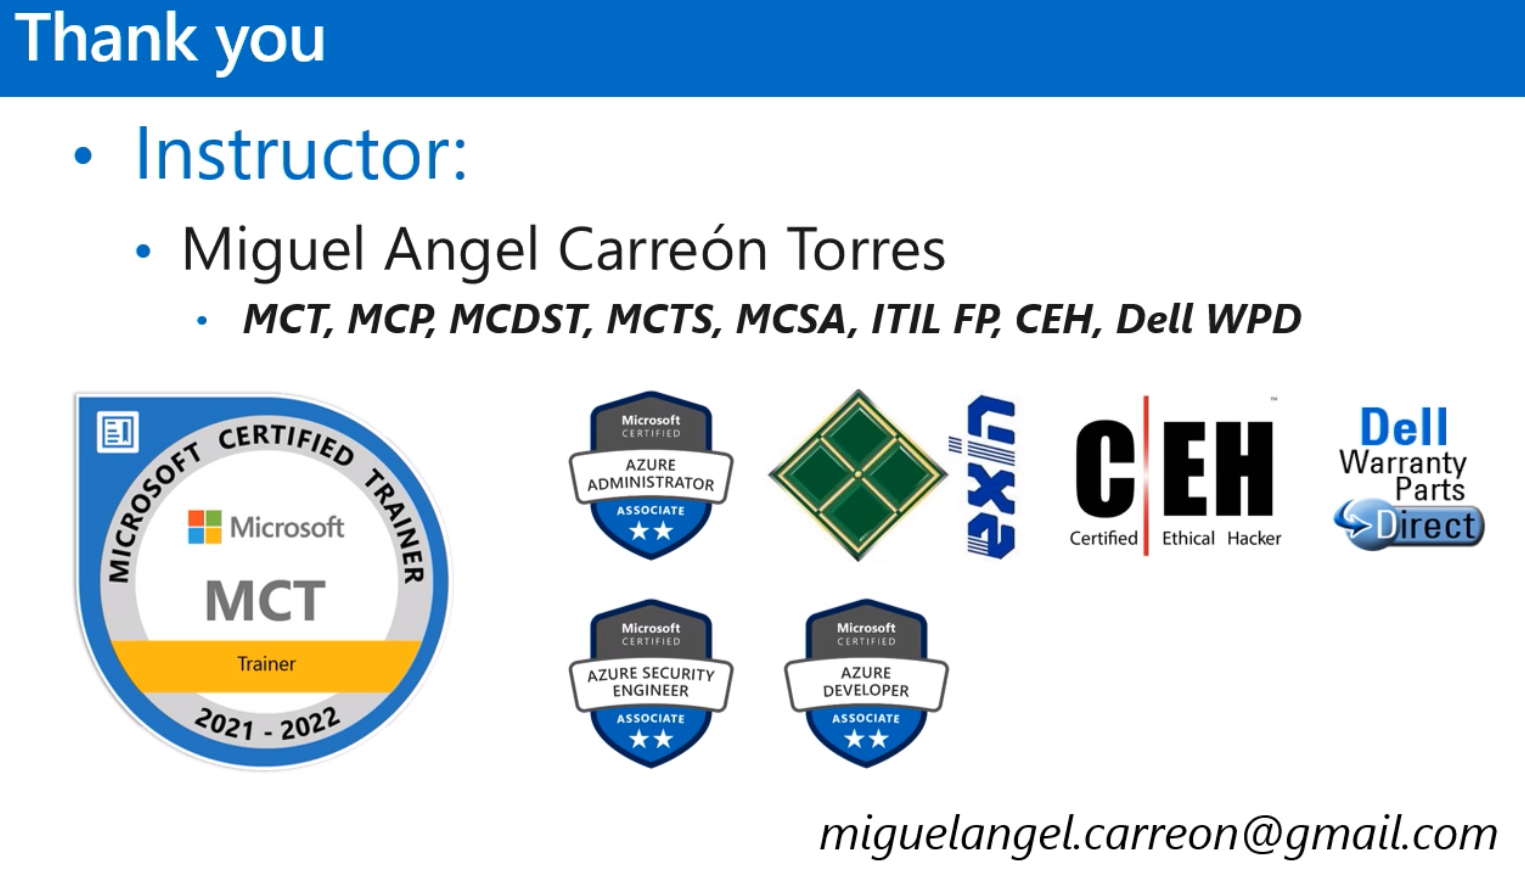 Thank you
• Instructor:
• Miguel Angel Carreón Torres
• MCT, MCP, MCDST, MCTS, MCSA, ITIL FP, CEH, Dell WPD
MICROSOFT CERTIFIED TRAINER
Microsoft
MCT
Trainer
2021 - 2022
Microsoft
CERTIFIED
AZURE
ADMINISTRATOR
ASSOCIATE
exin
C EH
™
Certified Ethical Hacker
Dell
Warranty
Parts
Direct
Microsoft
CERTIFIED
AZURE SECURITY
ENGINEER
ASSOCIATE
Microsoft
CERTIFIED
AZURE
DEVELOPER
ASSOCIATE
miguelangel.carreon@gmail.com